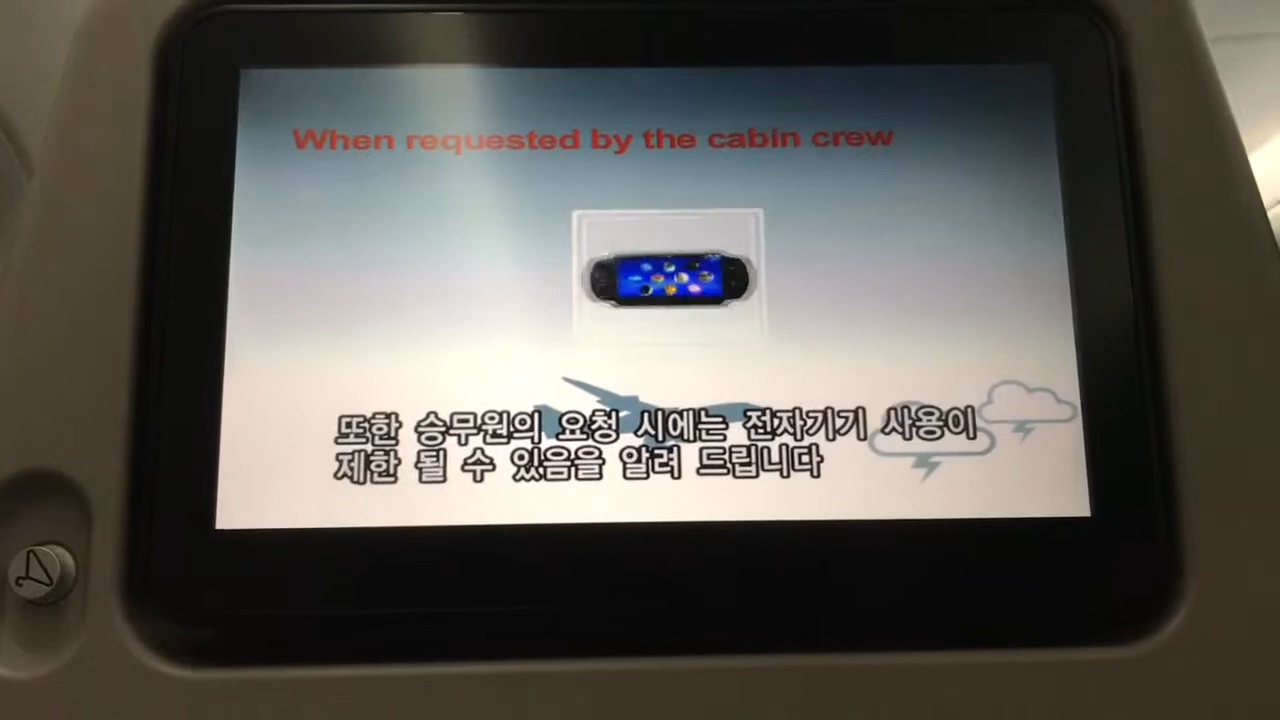 When requested by the cabin crew
또한 승무원의 요청 시에는 전자기기 사용이
제한 될 수 있음을 알려 드립니다